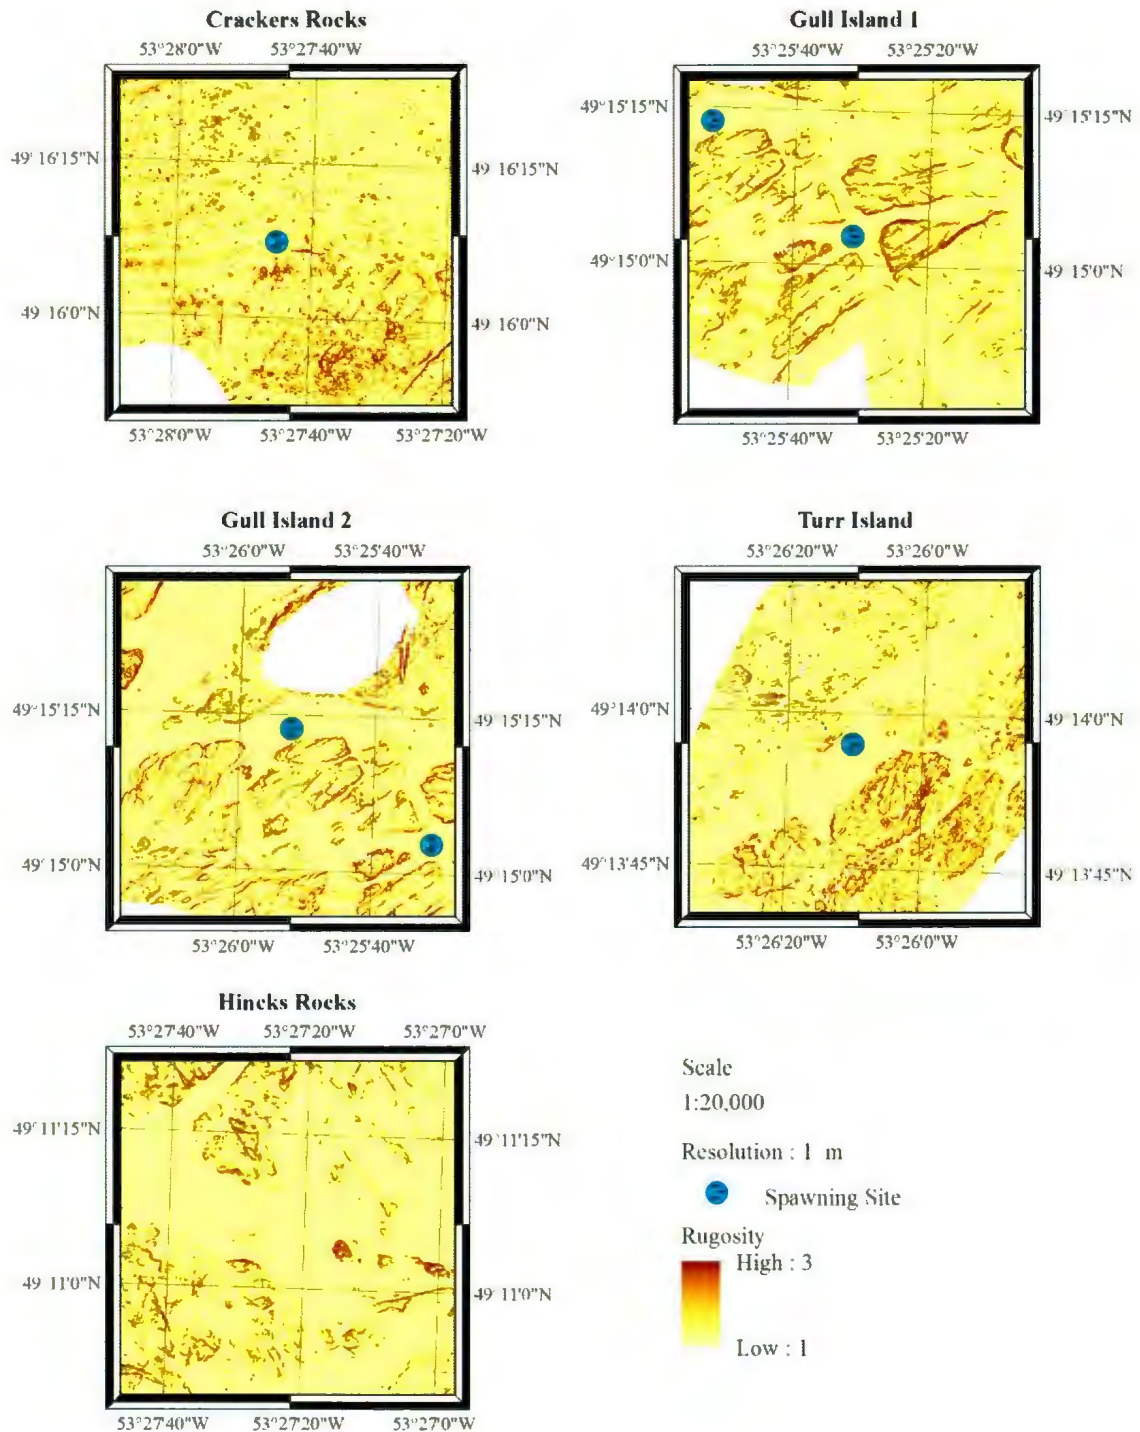 Crackers Rocks
53°28'0"W 53°27'40"W
49°16'15"N
49°16'15"N
49°16'0"N
49°16'0"N
53°28'0"W 53°27'40"W 53°27'20"W
Gull Island 1
53°25'40"W 53°25'20"W
49°15'15"N
49°15'15"N
49°15'0"N
49°15'0"N
53°25'40"W 53°25'20"W
Gull Island 2
53°26'0"W 53°25'40"W
49°15'15"N
49°15'15"N
49°15'0"N
49°15'0"N
53°26'0"W 53°25'40"W
Turr Island
53°26'20"W 53°26'0"W
49°14'0"N
49°14'0"N
49°13'45"N
49°13'45"N
53°26'20"W 53°26'0"W
Hincks Rocks
53°27'40"W 53°27'20"W 53°27'0"W
49°11'15"N
49°11'15"N
49°11'0"N
49°11'0"N
53°27'40"W 53°27'20"W 53°27'0"W
Scale
1:20,000
Resolution : 1 m
Spawning Site
Rugosity
High : 3
Low : 1